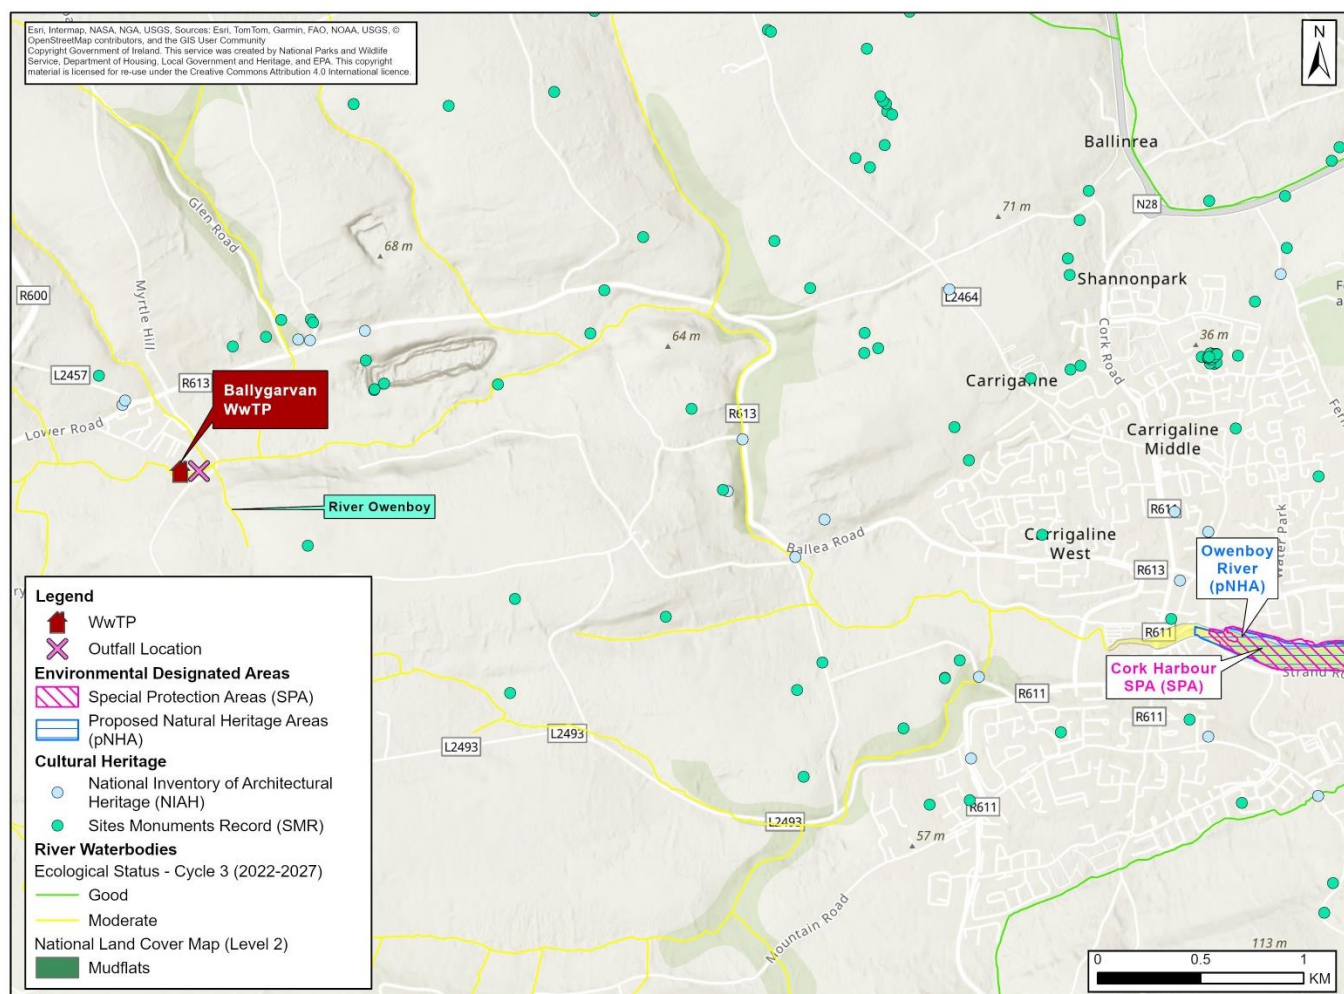 Esri, Intermap, NASA, NGA, USGS, Sources: Esri, TomTom, Garmin, FAO, NOAA, USGS, ©
OpenStreetMap contributors, and the GIS User Community
Copyright Government of Ireland. This service was created by National Parks and Wildlife
Service, Department of Housing, Local Government and Heritage, and EPA. This copyright
material is licensed for re-use under the Creative Commons Attribution 4.0 International licence.
N
Ballinrea
N28
71 m
Glen Road
68 m
Shannonpark
R600
Myrtle Hill
L2464
Cork Road
64 m
36 m
L2457
R613
Ballygarvan
WwTP
Carrigaline
R613
Lower Road
Carrigaline
Middle
River Owenboy
R611
Ballea Road
Carrigaline
West
Water Park
Owenboy
River
(pNHA)
R613
R611
Cork Harbour
SPA (SPA)
R611
R611
L2493
L2493
L2493
R611
57 m
Mountain Road
113 m
Legend
WwTP
Outfall Location
Environmental Designated Areas
Special Protection Areas (SPA)
Proposed Natural Heritage Areas
(pNHA)
Cultural Heritage
National Inventory of Architectural
Heritage (NIAH)
Sites Monuments Record (SMR)
River Waterbodies
Ecological Status - Cycle 3 (2022-2027)
Good
Moderate
National Land Cover Map (Level 2)
Mudflats
0 0.5 1
KM